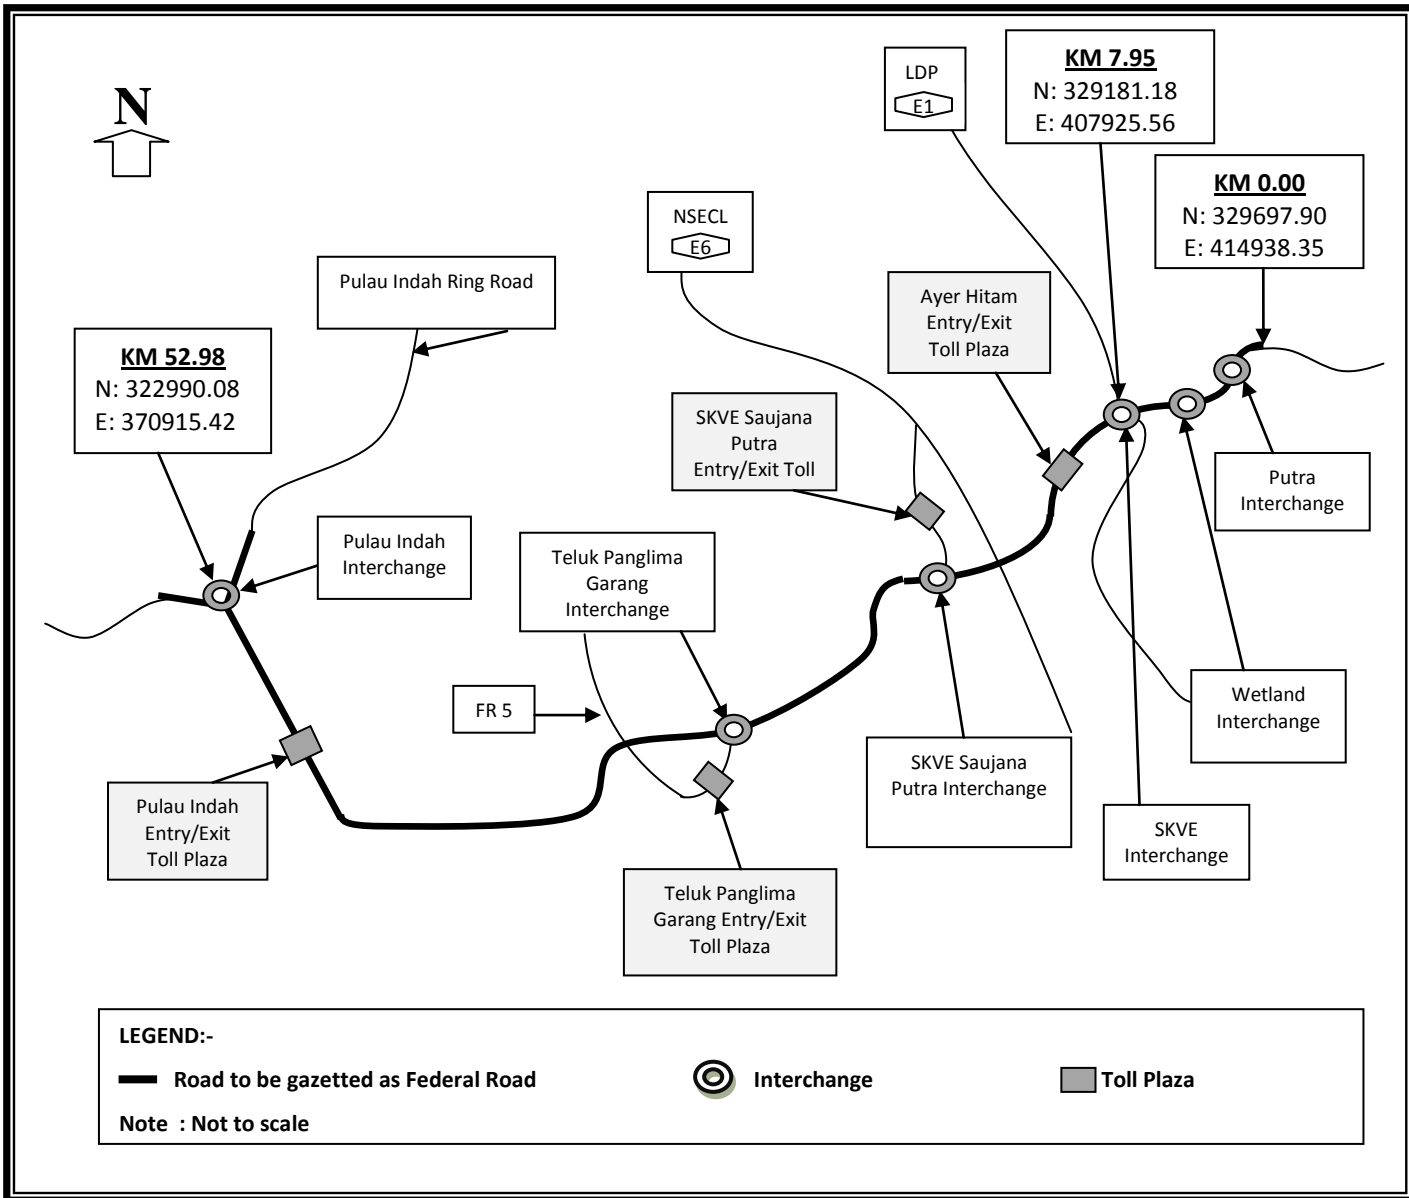 LDP
E1
KM 7.95
N: 329181.18
E: 407925.56
N
KM 0.00
N: 329697.90
E: 414938.35
NSECL
E6
Pulau Indah Ring Road
Ayer Hitam
Entry/Exit
Toll Plaza
KM 52.98
N: 322990.08
E: 370915.42
SKVE Saujana
Putra
Entry/Exit Toll
Putra
Interchange
Pulau Indah
Interchange
Teluk Panglima
Garang
Interchange
FR 5
Wetland
Interchange
SKVE Saujana
Putra Interchange
Pulau Indah
Entry/Exit
Toll Plaza
SKVE
Interchange
Teluk Panglima
Garang Entry/Exit
Toll Plaza
LEGEND:-
Road to be gazetted as Federal Road
Interchange
Toll Plaza
Note : Not to scale